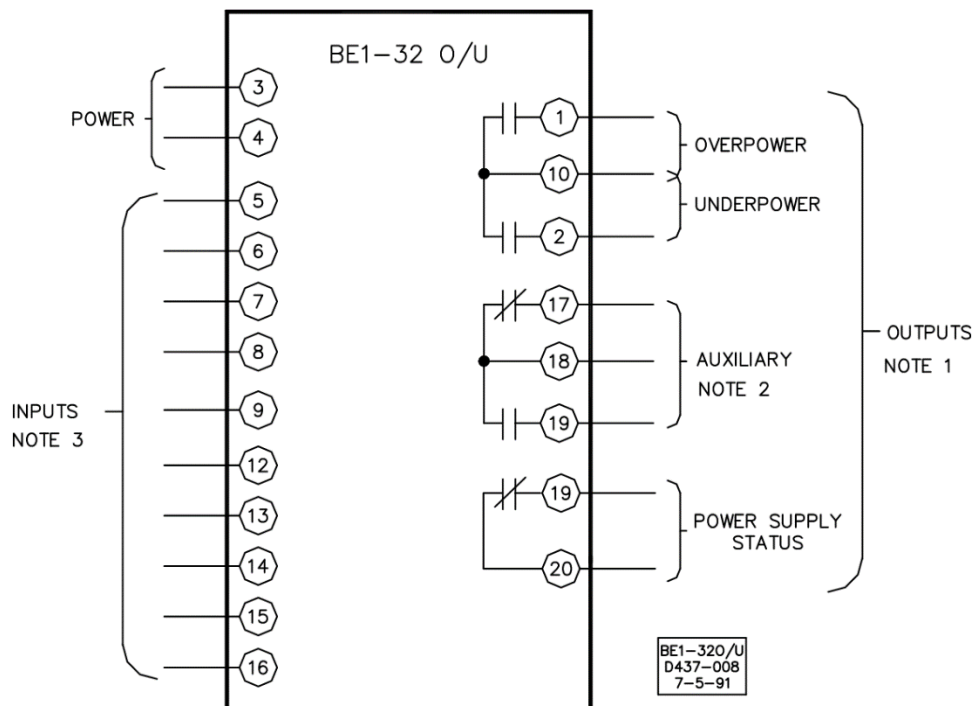 BE1-32 O/U
POWER
3
4
INPUTS
NOTE 3
5
6
7
8
9
12
13
14
15
16
1
10
2
OVERPOWER
UNDERPOWER
17
18
19
AUXILIARY
NOTE 2
19
20
POWER SUPPLY
STATUS
OUTPUTS
NOTE 1
BE1-32O/U
D437-008
7-5-91